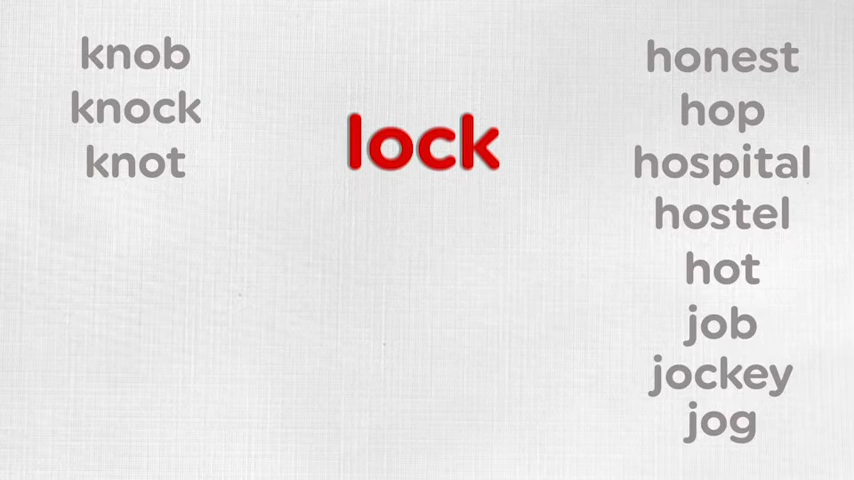 knob
knock
knot
lock
honest
hop
hospital
hostel
hot
job
jockey
jog